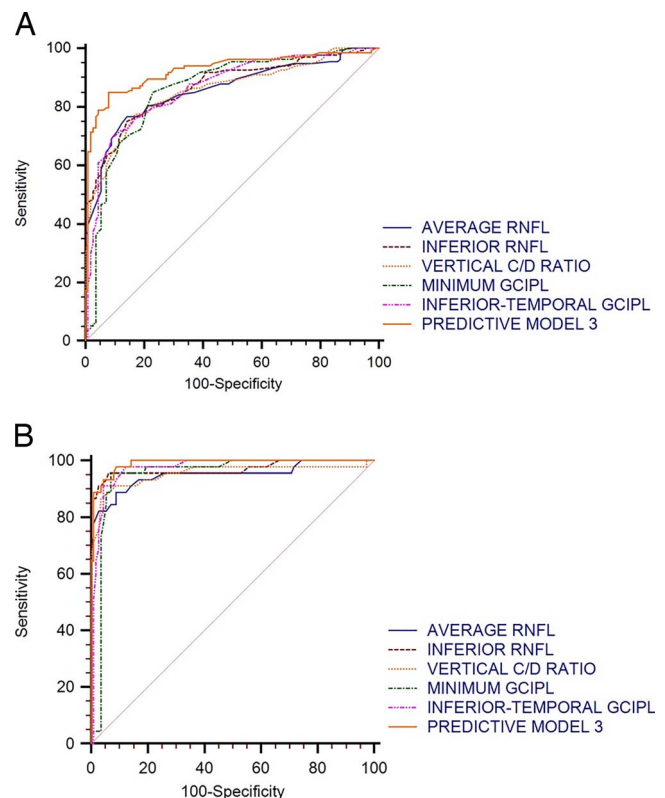 A
100
80
60
40
20
0
Sensitivity
0 20 40 60 80 100
100-Specificity
AVERAGE RNFL
INFERIOR RNFL
VERTICAL C/D RATIO
MINIMUM GCIPL
INFERIOR-TEMPORAL GCIPL
PREDICTIVE MODEL 3
B
100
80
60
40
20
0
Sensitivity
0 20 40 60 80 100
100-Specificity
AVERAGE RNFL
INFERIOR RNFL
VERTICAL C/D RATIO
MINIMUM GCIPL
INFERIOR-TEMPORAL GCIPL
PREDICTIVE MODEL 3